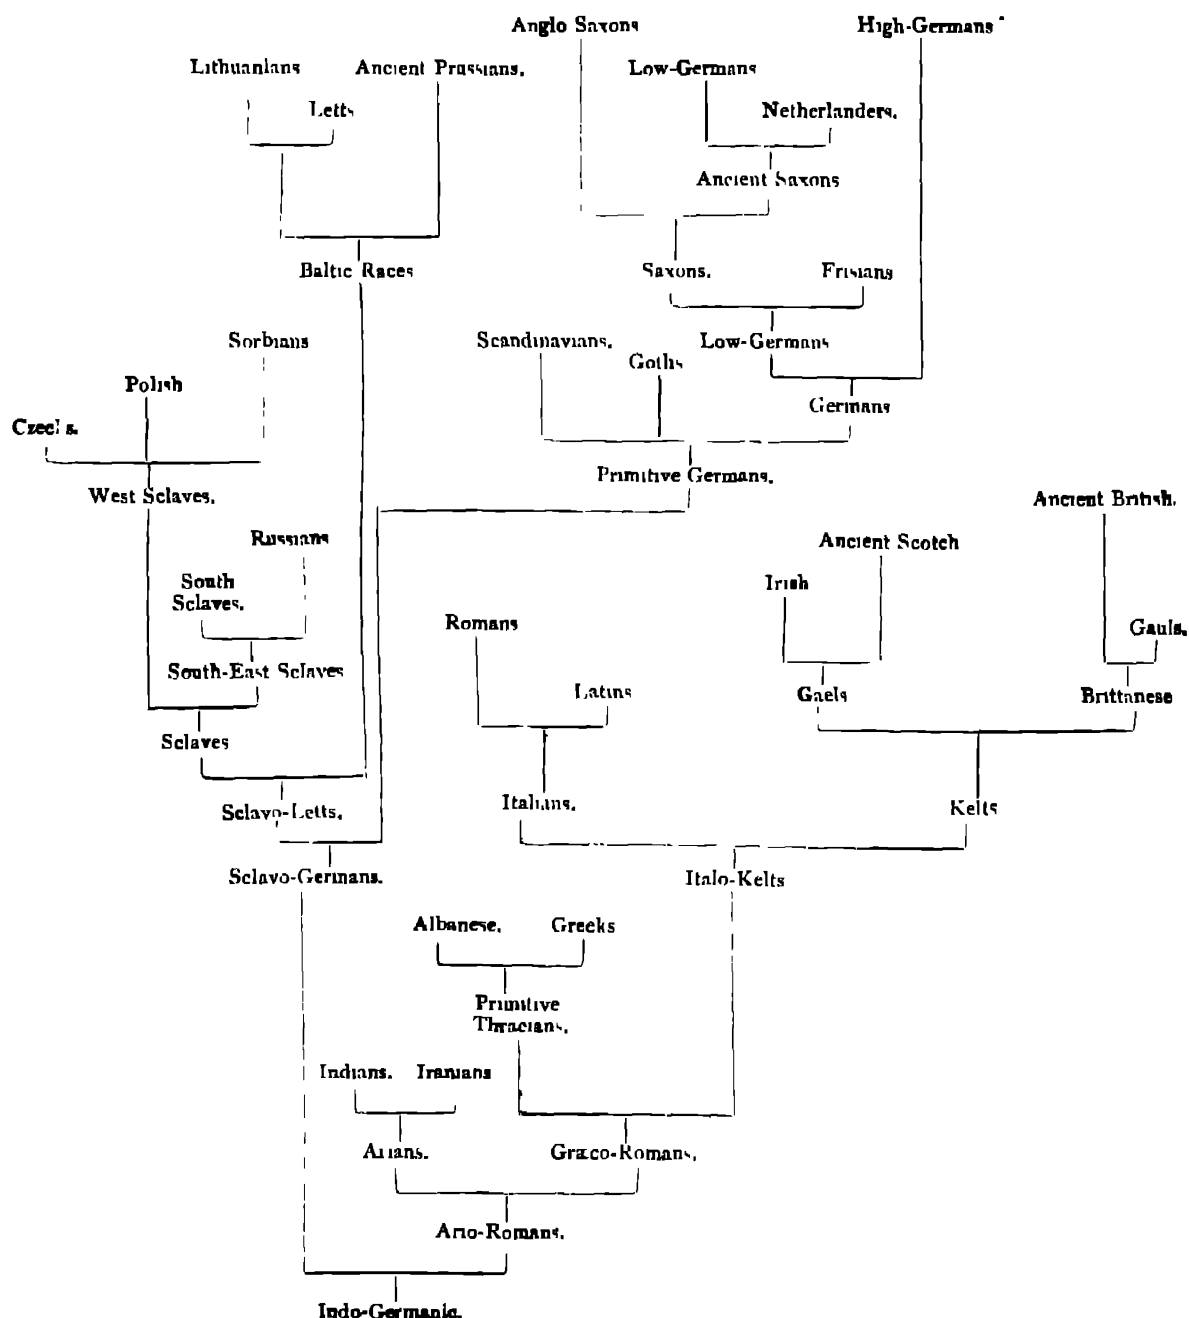 Anglo Saxons
High-Germans
Lithuanians
Ancient Prussians.
Low-Germans
Letts
Netherlanders.
Ancient Saxons
Baltic Races
Saxons.
Frisians
Sorbians
Scandinavians.
Low-Germans
Goths
Polish
Germans
Czechs.
Primitive Germans.
West Sclaves.
Ancient British.
Russians
Ancient Scotch
South
Sclaves.
Irish
Romans
Gauls.
South-East Sclaves
Latins
Gaels
Brittanese
Sclaves
Italians.
Kelts
Sclavo-Letts.
Sclavo-Germans.
Italo-Kelts
Albanese.
Greeks
Primitive
Thracians.
Indians.
Iranians
Arians.
Græco-Romans.
Ario-Romans.
Indo-Germanic.